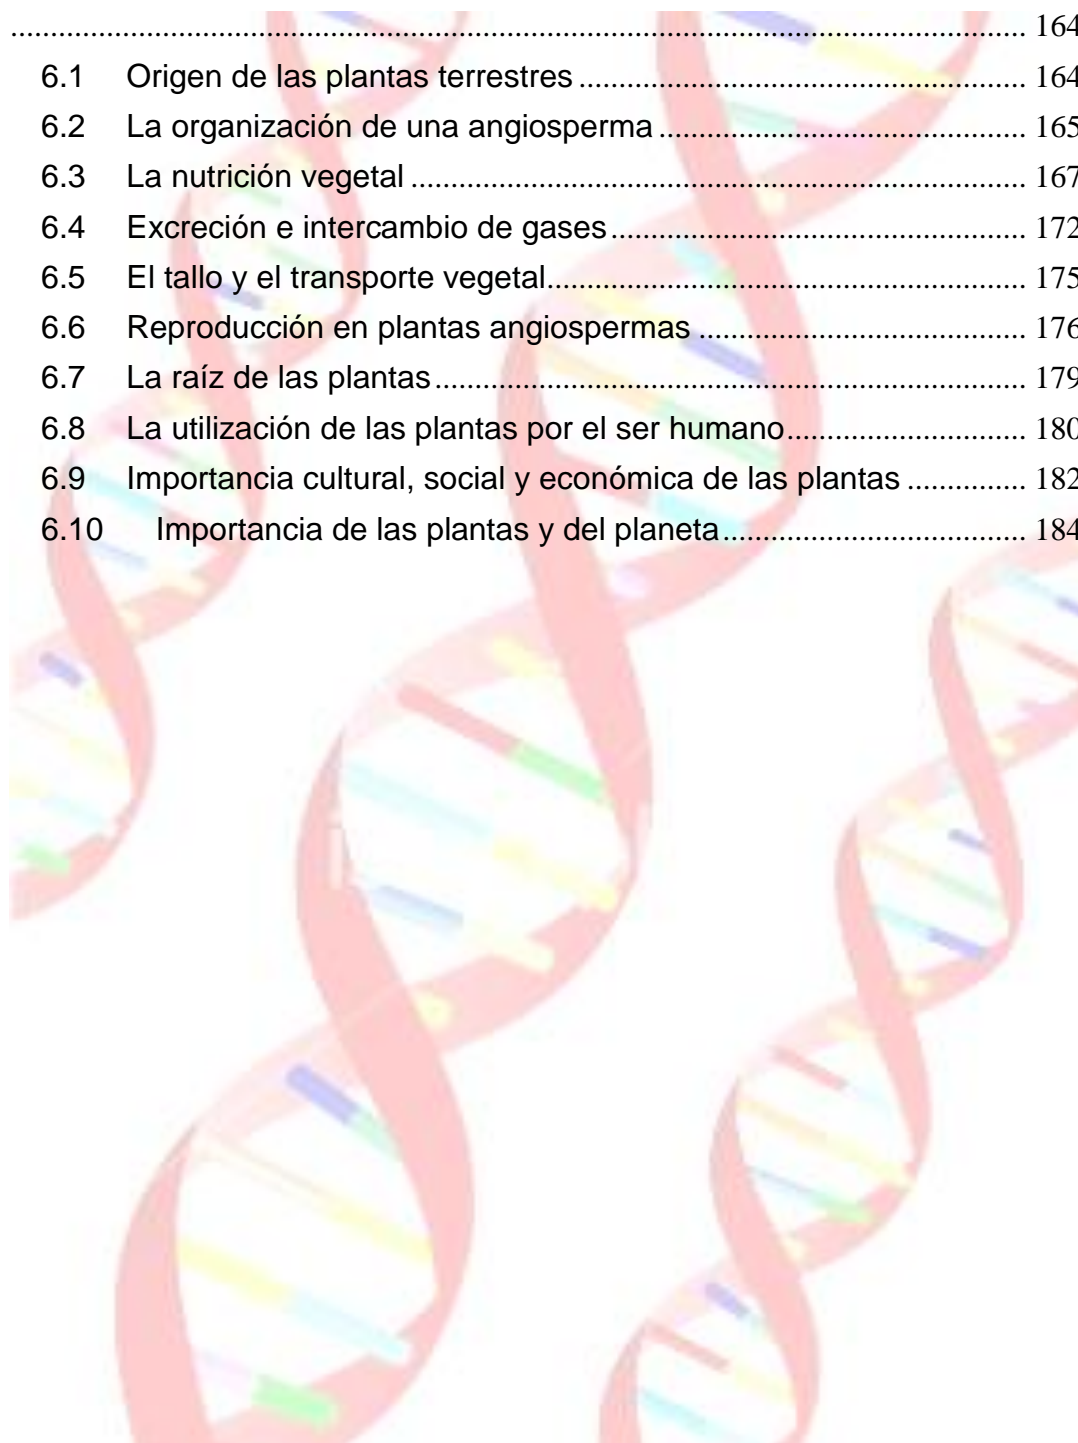 ................................................................................................................................ 164
6.1 Origen de las plantas terrestres ........................................................ 164
6.2 La organización de una angiosperma .............................................. 165
6.3 La nutrición vegetal ............................................................................. 167
6.4 Excreción e intercambio de gases .................................................... 172
6.5 El tallo y el transporte vegetal ............................................................ 175
6.6 Reproducción en plantas angiospermas ......................................... 176
6.7 La raíz de las plantas .......................................................................... 179
6.8 La utilización de las plantas por el ser humano .............................. 180
6.9 Importancia cultural, social y económica de las plantas ............... 182
6.10 Importancia de las plantas y del planeta ...................................... 184